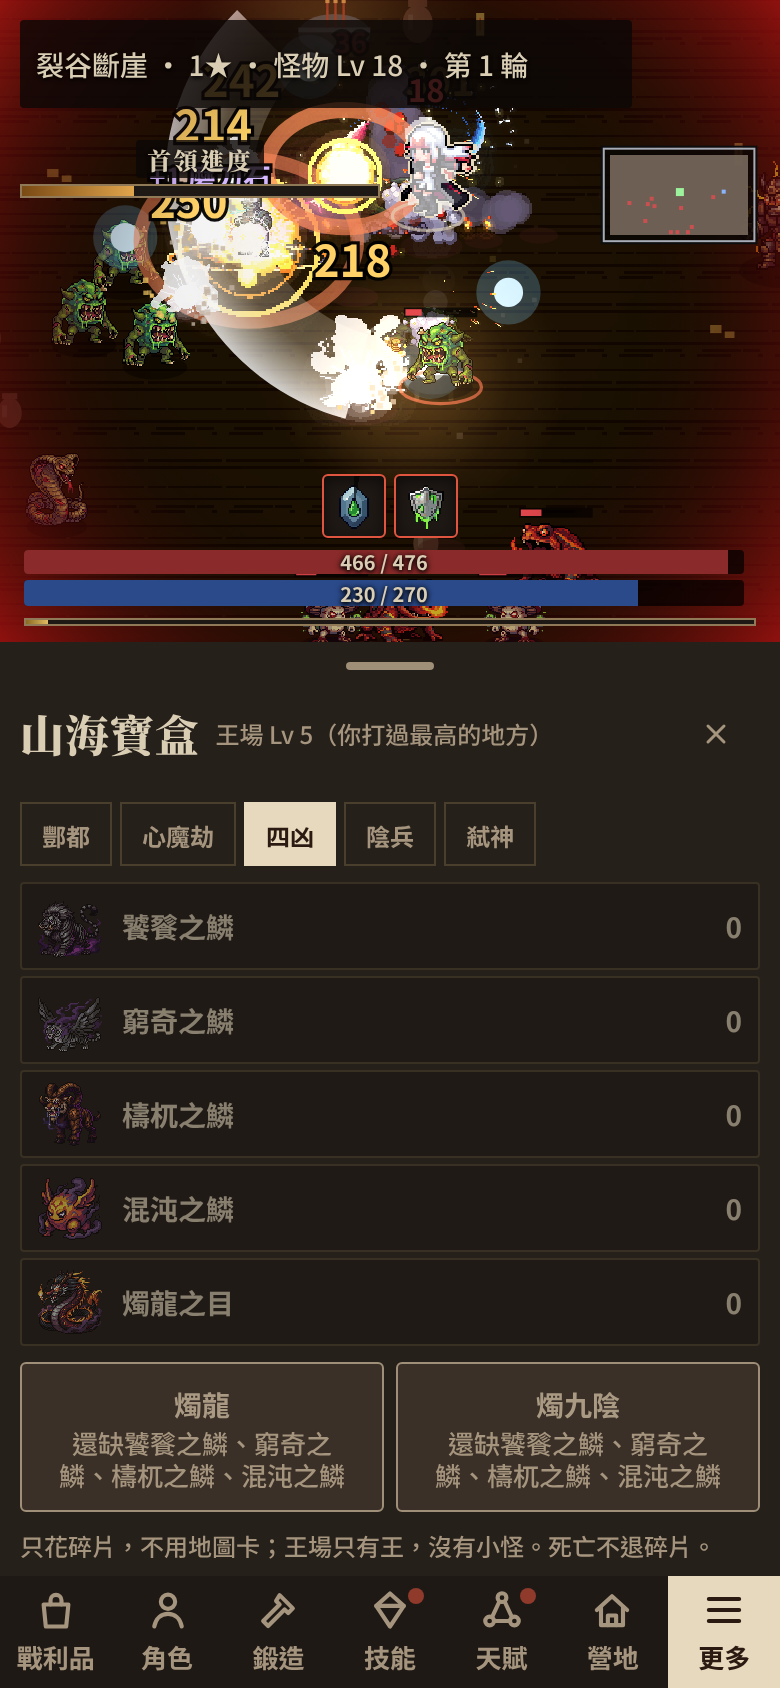 裂谷斷崖 · 1★ · 怪物 Lv 18 · 第 1 輪
36
242
18
214
首領進度
250
218
466 / 476
230 / 270
山海寶盒 王場 Lv 5（你打過最高的地方）
酆都 心魔劫 四凶 陰兵 弒神
饕餮之鱗 0
窮奇之鱗 0
檮杌之鱗 0
混沌之鱗 0
燭龍之目 0
燭龍
還缺饕餮之鱗、窮奇之
鱗、檮杌之鱗、混沌之鱗
燭九陰
還缺饕餮之鱗、窮奇之
鱗、檮杌之鱗、混沌之鱗
只花碎片，不用地圖卡；王場只有王，沒有小怪。死亡不退碎片。
戰利品 角色 鍛造 技能 天賦 營地 更多